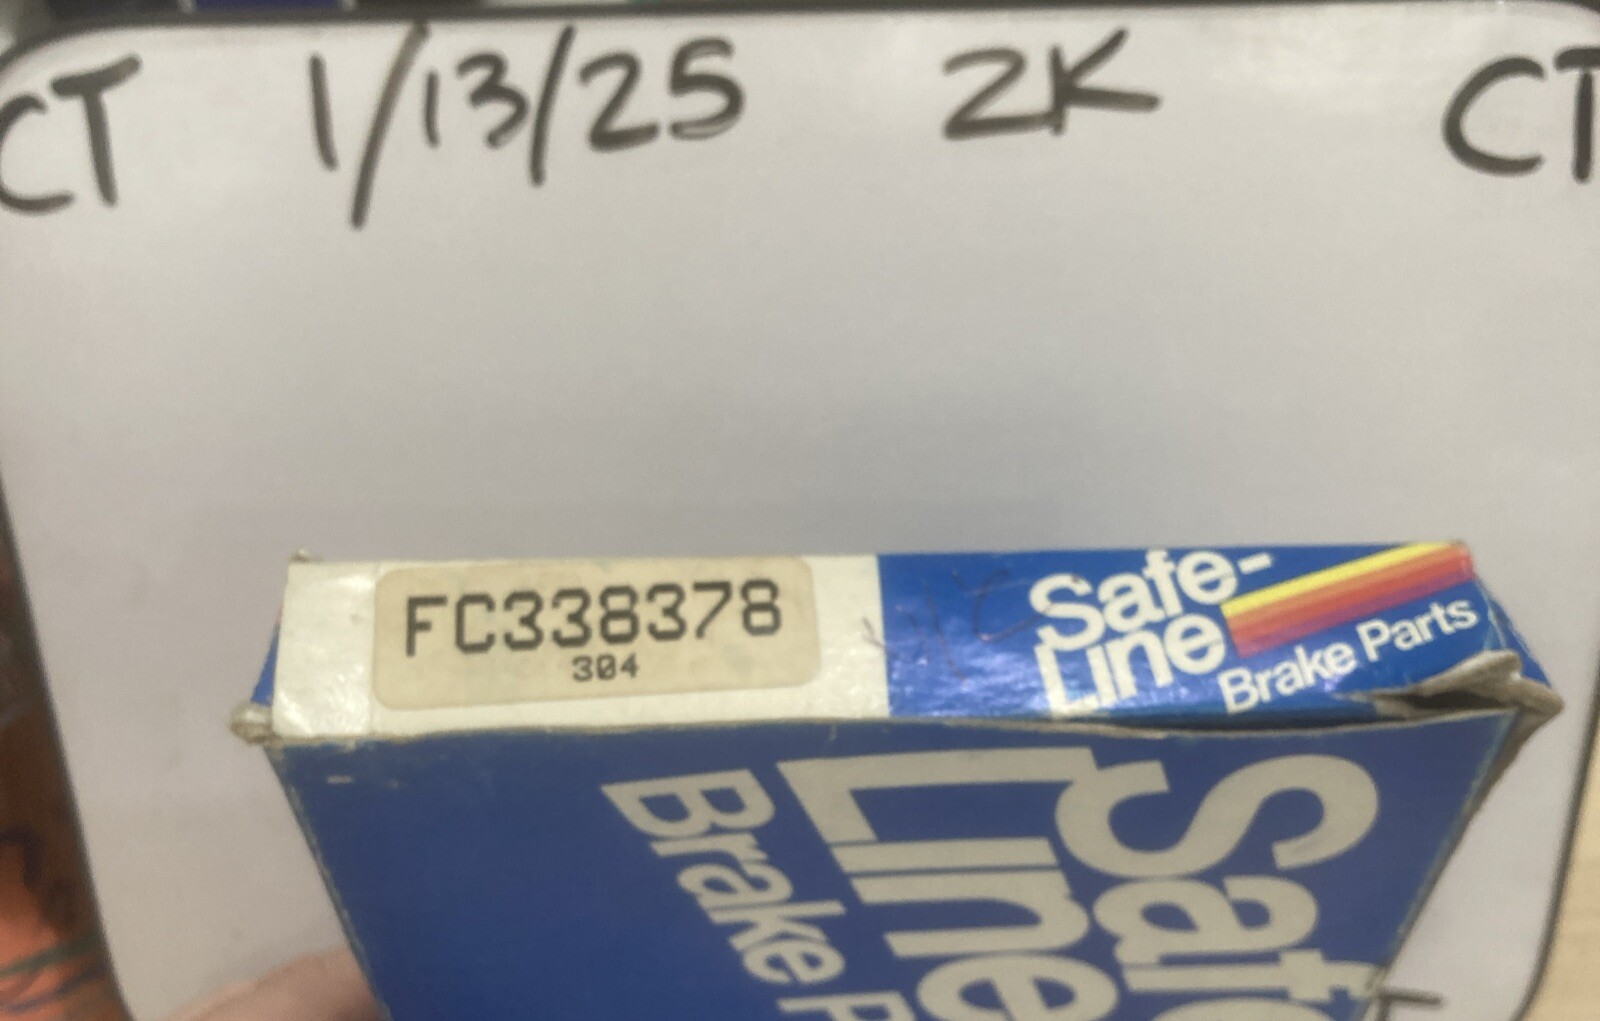 CT 1/13/25 2K CT
FC338378
304
Safe-
Line
Brake Parts
Safe
Line
Brake P